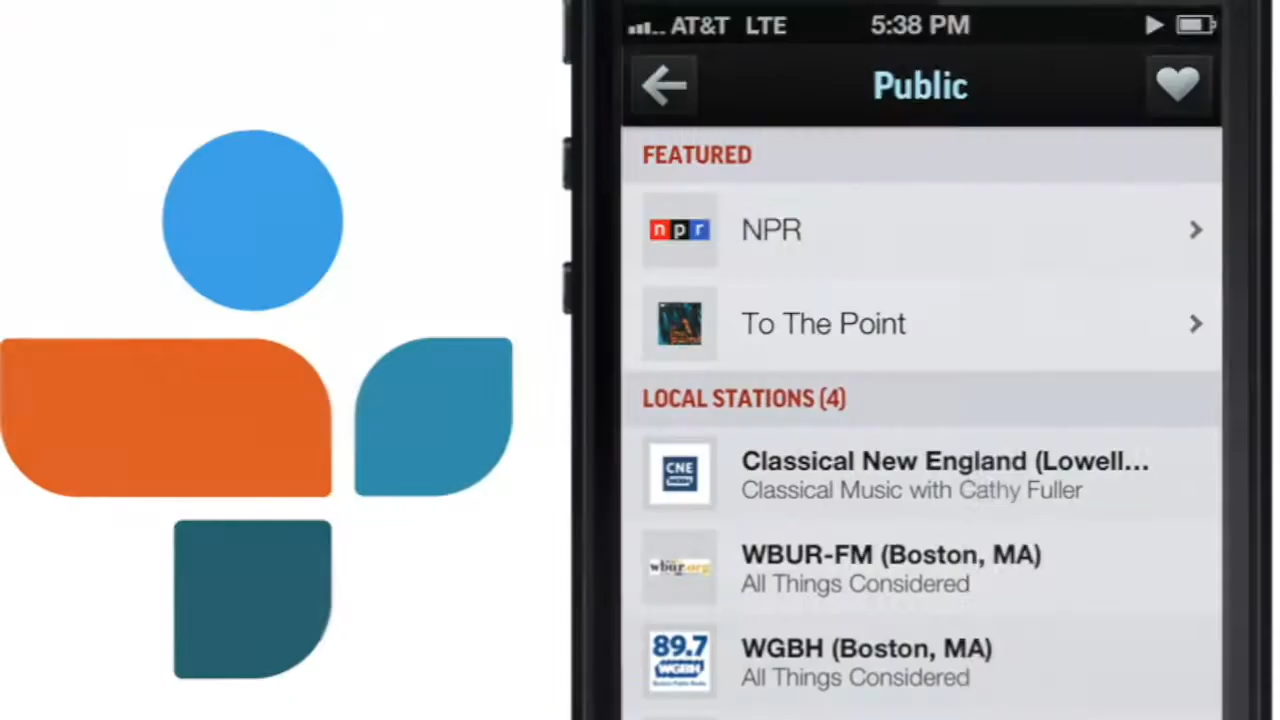 AT&T LTE 5:38 PM
Public
FEATURED
npr NPR
To The Point
LOCAL STATIONS (4)
CNE
Classical New England (Lowell...
Classical Music with Cathy Fuller
wbur.org
WBUR-FM (Boston, MA)
All Things Considered
89.7
WGBH
WGBH (Boston, MA)
All Things Considered